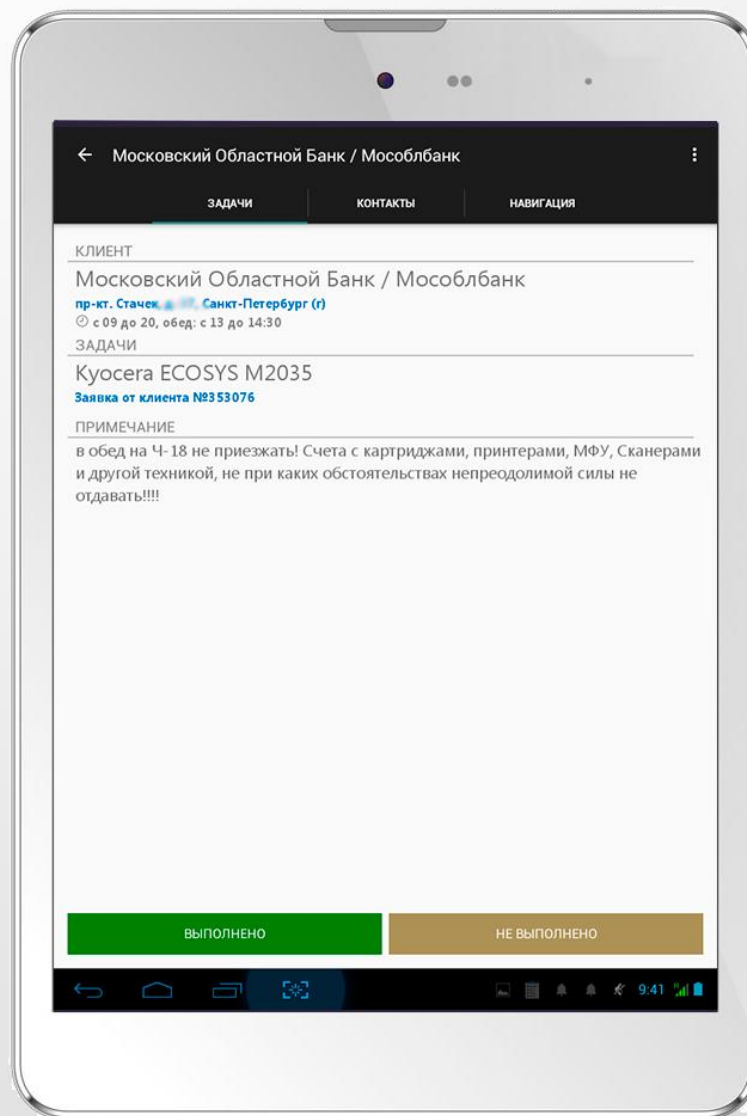 Московский Областной Банк / Мособлбанк
ЗАДАЧИ
КОНТАКТЫ
НАВИГАЦИЯ
КЛИЕНТ
Московский Областной Банк / Мособлбанк
пр-кт. Стачек, Санкт-Петербург (г)
с 09 до 20, обед: с 13 до 14:30
ЗАДАЧИ
Kyocera ECOSYS M2035
Заявка от клиента №353076
ПРИМЕЧАНИЕ
в обед на Ч-18 не приезжать! Счета с картриджами, принтерами, МФУ, Сканерами
и другой техникой, не при каких обстоятельствах непреодолимой силы не
отдавать!!!!
ВЫПОЛНЕНО
НЕ ВЫПОЛНЕНО
9:41